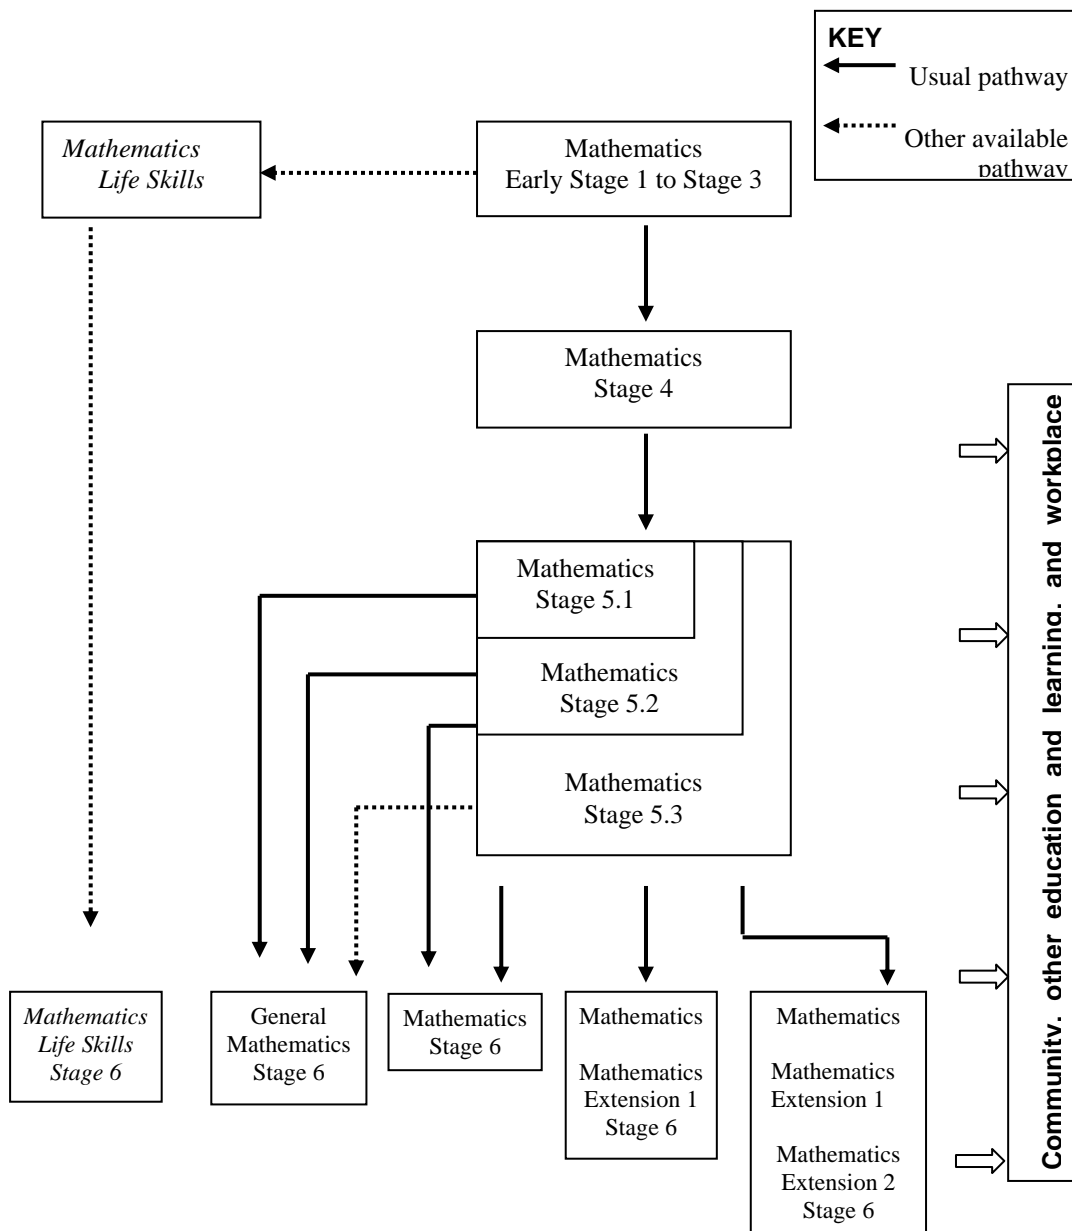 KEY
Usual pathway
Other available
pathway
Mathematics
Life Skills
Mathematics
Early Stage 1 to Stage 3
Mathematics
Stage 4
Mathematics
Stage 5.1
Mathematics
Stage 5.2
Mathematics
Stage 5.3
Mathematics
Life Skills
Stage 6
General
Mathematics
Stage 6
Mathematics
Stage 6
Mathematics
Mathematics
Extension 1
Stage 6
Mathematics
Mathematics
Extension 1
Mathematics
Extension 2
Stage 6
Community, other education and learning, and workplace